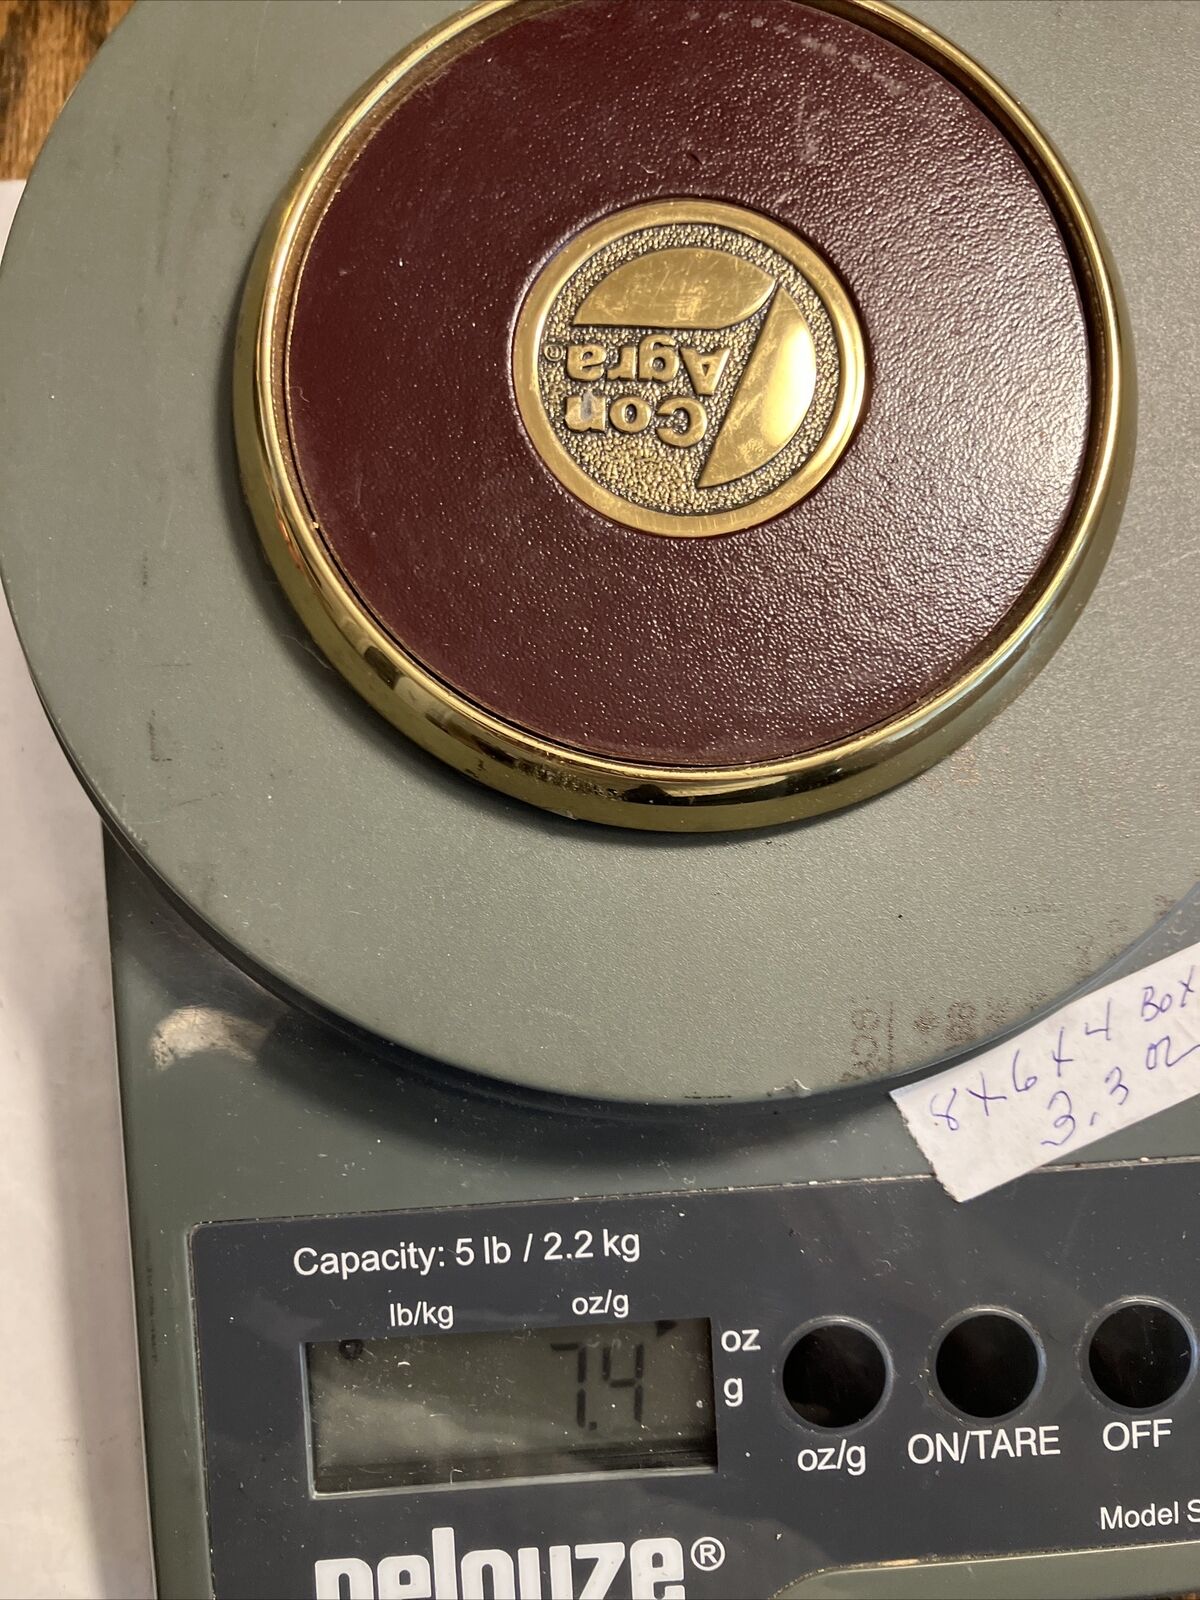 Con
Agra®
8x6x4 Box
3.3 oz
Capacity: 5 lb / 2.2 kg
lb/kg
oz/g
oz
g
7.4
oz/g
ON/TARE
OFF
Model S
pelouze®